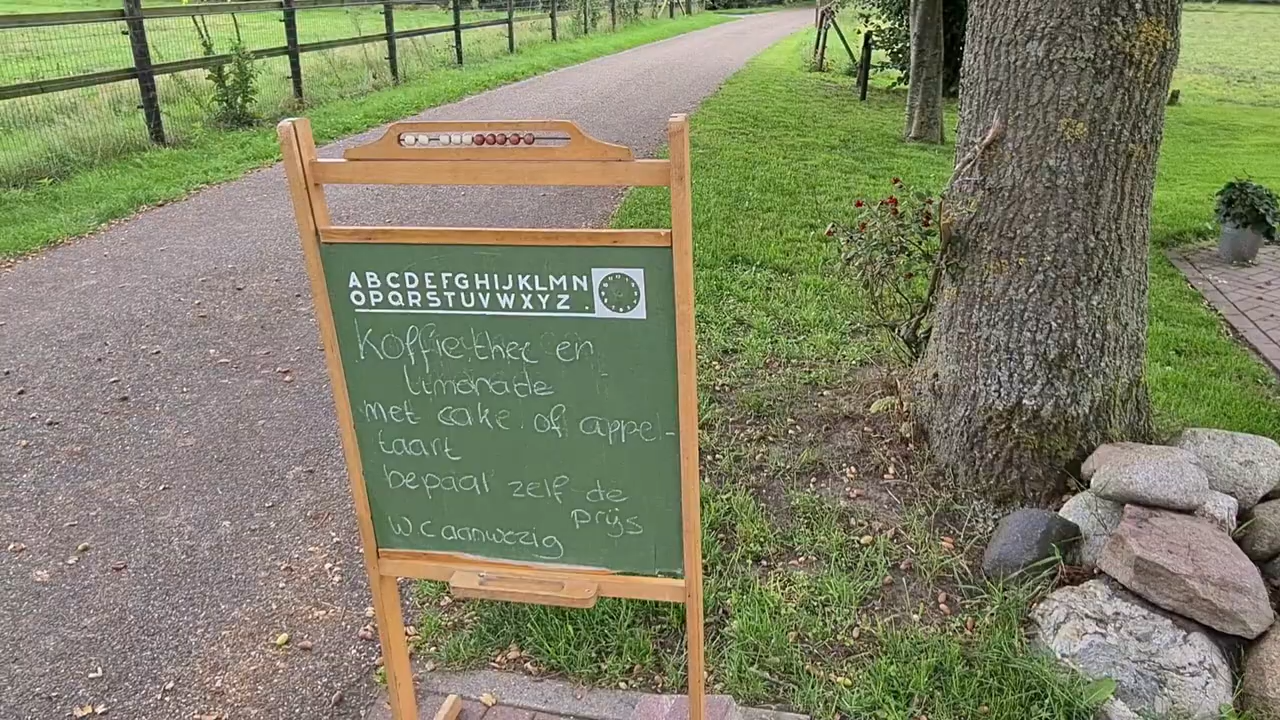 ABCDEFGHIJKLMN
OPQRSTUVWXYZ .
Koffie, thee en
limonade
met cake of appel-
taart
bepaal zelf de
prijs
WC aanwezig